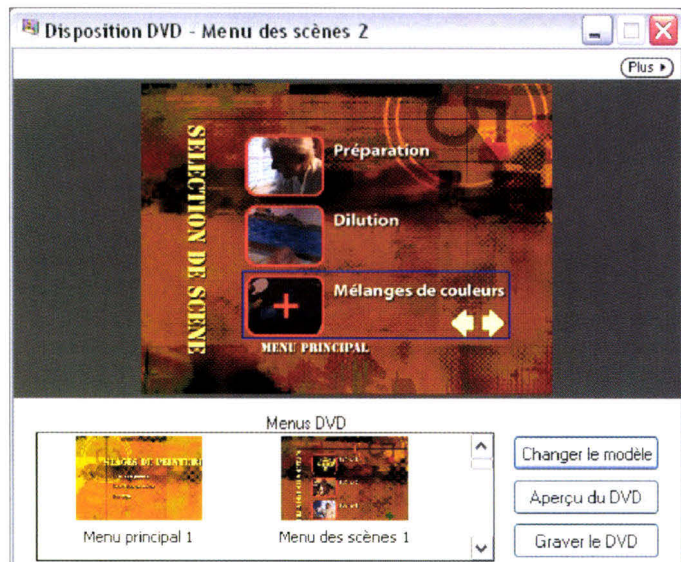 Disposition DVD - Menu des scènes 2
Plus
SELECTION DE SCENE
Préparation
Dilution
Mélanges de couleurs
MENU PRINCIPAL
Menus DVD
Changer le modèle
Menu principal 1
Menu des scènes 1
Aperçu du DVD
Graver le DVD